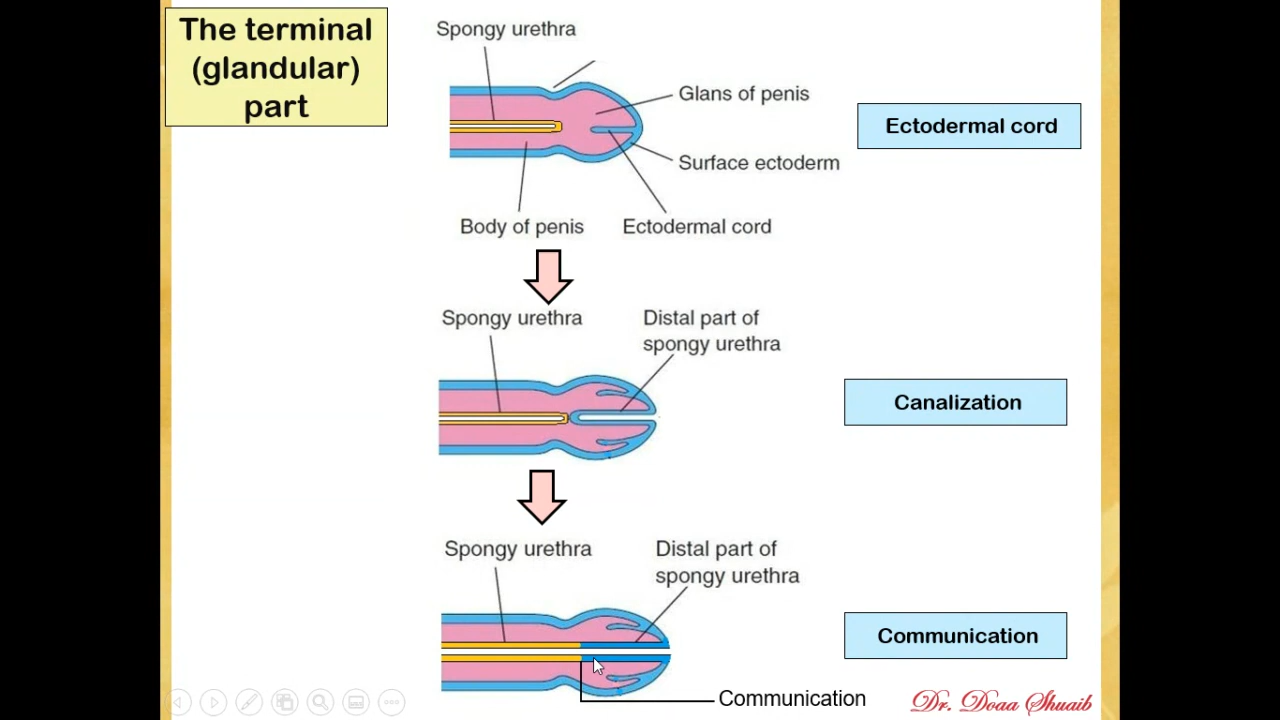 The terminal
(glandular)
part
Spongy urethra
Glans of penis
Surface ectoderm
Body of penis
Ectodermal cord
Ectodermal cord
Spongy urethra
Distal part of
spongy urethra
Canalization
Spongy urethra
Distal part of
spongy urethra
Communication
Communication
Dr. Doaa Shuaib